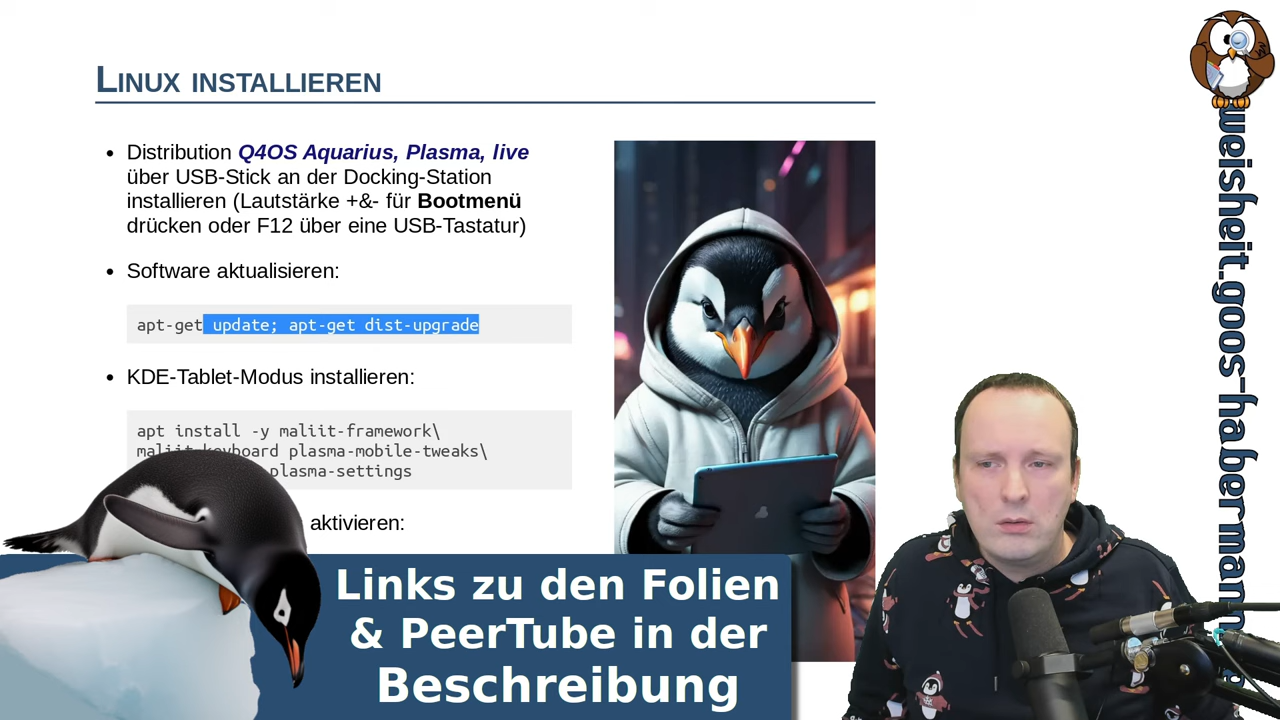 Linux installieren
• Distribution Q4OS Aquarius, Plasma, live
über USB-Stick an der Docking-Station
installieren (Lautstärke +&- für Bootmenü
drücken oder F12 über eine USB-Tastatur)
• Software aktualisieren:
apt-get update; apt-get dist-upgrade
• KDE-Tablet-Modus installieren:
apt install -y maliit-framework\
maliit-keyboard plasma-mobile-tweaks\
plasma-settings
aktivieren:
Links zu den Folien
& PeerTube in der
Beschreibung
weisheit.goos-habermann